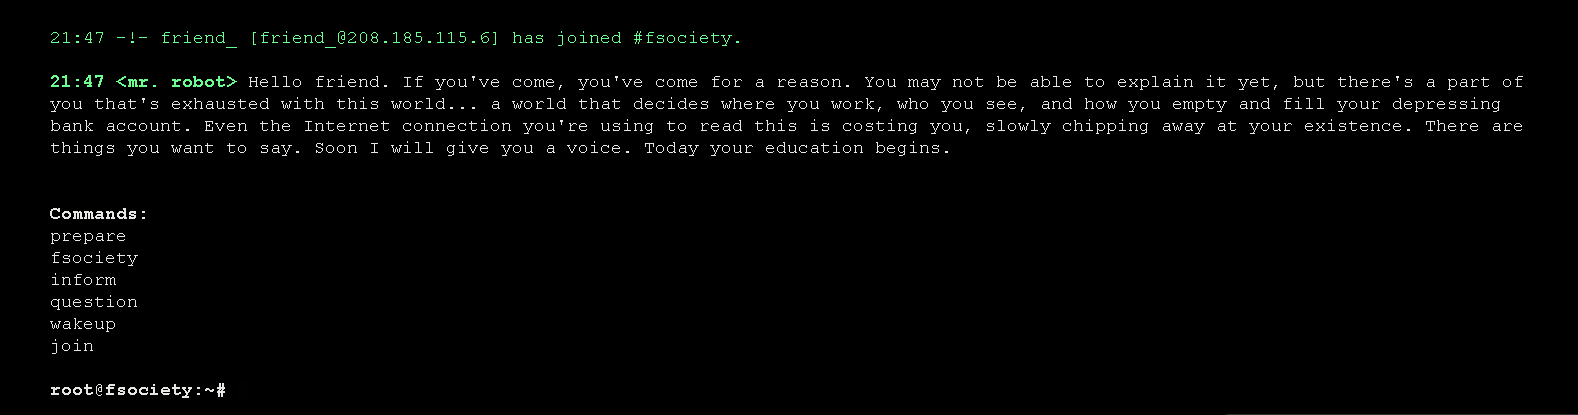 21:47 -!- friend_ [friend_@208.185.115.6] has joined #fsociety.
21:47 <mr. robot> Hello friend. If you've come, you've come for a reason. You may not be able to explain it yet, but there's a part of
you that's exhausted with this world... a world that decides where you work, who you see, and how you empty and fill your depressing
bank account. Even the Internet connection you're using to read this is costing you, slowly chipping away at your existence. There are
things you want to say. Soon I will give you a voice. Today your education begins.
Commands:
prepare
fsociety
inform
question
wakeup
join
root@fsociety:~#